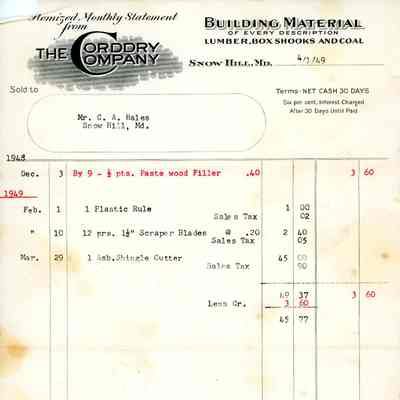 Itemized Monthly Statement
from
THE CORDDRY
COMPANY
BUILDING MATERIAL
OF EVERY DESCRIPTION
LUMBER, BOX SHOOKS AND COAL
SNOW HILL, MD. 4/1/49
Sold to
Terms - NET CASH 30 DAYS
Six per cent. Interest Charged
After 30 Days Until Paid
Mr. C. A. Hales
Snow Hill, Md.
1948
Dec. 3 By 9 - ½ pts. Paste wood Filler .40 3 60
1949
Feb. 1 1 Plastic Rule 1 00
Sales Tax 02
" 10 12 prs. 1½" Scraper Blades @ .20 2 40
Sales Tax 05
Mar. 29 1 Asb. Shingle Cutter 45 00
Sales Tax 90
49 37 3 60
Less Cr. 3 60
45 77